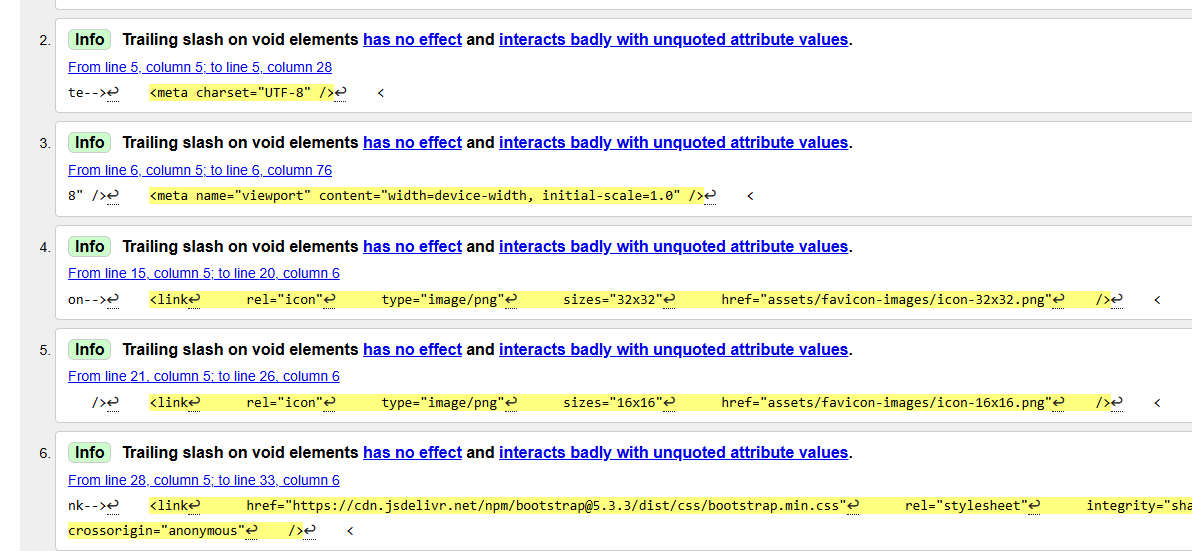 2. Info Trailing slash on void elements has no effect and interacts badly with unquoted attribute values.
From line 5, column 5; to line 5, column 28
te-->↩    <meta charset="UTF-8" />↩    <
3. Info Trailing slash on void elements has no effect and interacts badly with unquoted attribute values.
From line 6, column 5; to line 6, column 76
8" />↩    <meta name="viewport" content="width=device-width, initial-scale=1.0" />↩    <
4. Info Trailing slash on void elements has no effect and interacts badly with unquoted attribute values.
From line 15, column 5; to line 20, column 6
on-->↩    <link↩      rel="icon"↩      type="image/png"↩      sizes="32x32"↩      href="assets/favicon-images/icon-32x32.png"↩    />↩    <
5. Info Trailing slash on void elements has no effect and interacts badly with unquoted attribute values.
From line 21, column 5; to line 26, column 6
/>↩    <link↩      rel="icon"↩      type="image/png"↩      sizes="16x16"↩      href="assets/favicon-images/icon-16x16.png"↩    />↩    <
6. Info Trailing slash on void elements has no effect and interacts badly with unquoted attribute values.
From line 28, column 5; to line 33, column 6
nk-->↩    <link↩      href="https://cdn.jsdelivr.net/npm/bootstrap@5.3.3/dist/css/bootstrap.min.css"↩      rel="stylesheet"↩      integrity="sha
crossorigin="anonymous"↩    />↩    <